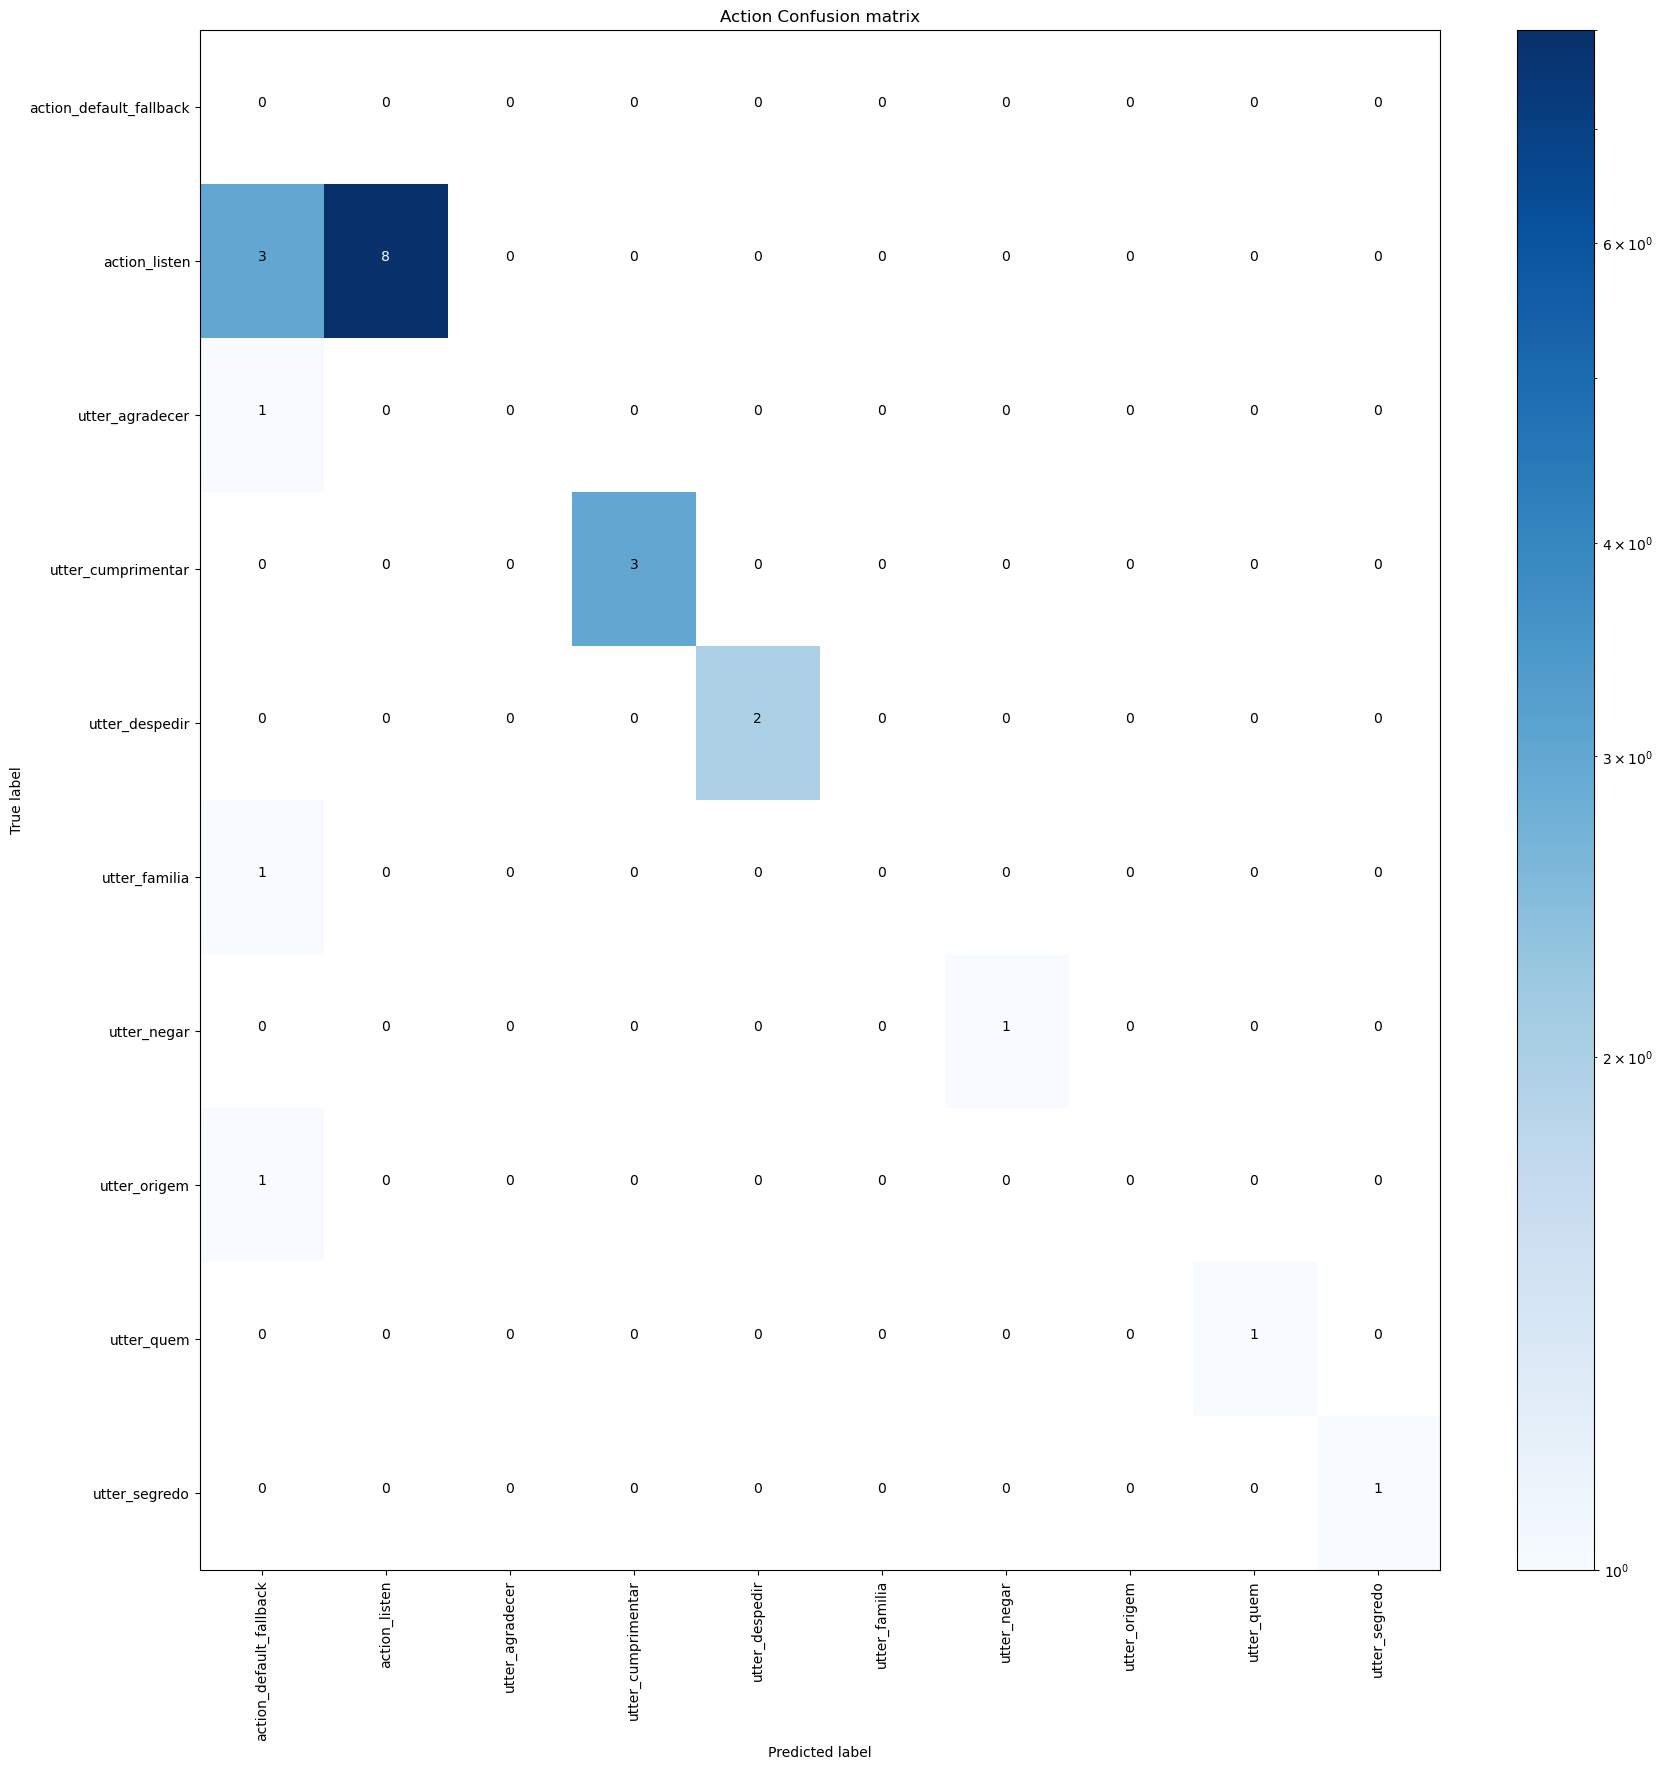 Action Confusion matrix
True label
action_default_fallback 0 0 0 0 0 0 0 0 0 0
action_listen 3 8 0 0 0 0 0 0 0 0
utter_agradecer 1 0 0 0 0 0 0 0 0 0
utter_cumprimentar 0 0 0 3 0 0 0 0 0 0
utter_despedir 0 0 0 0 2 0 0 0 0 0
utter_familia 1 0 0 0 0 0 0 0 0 0
utter_negar 0 0 0 0 0 0 1 0 0 0
utter_origem 1 0 0 0 0 0 0 0 0 0
utter_quem 0 0 0 0 0 0 0 0 1 0
utter_segredo 0 0 0 0 0 0 0 0 0 1
action_default_fallback
action_listen
utter_agradecer
utter_cumprimentar
utter_despedir
utter_familia
utter_negar
utter_origem
utter_quem
utter_segredo
Predicted label
6 × 10⁰
4 × 10⁰
3 × 10⁰
2 × 10⁰
10⁰